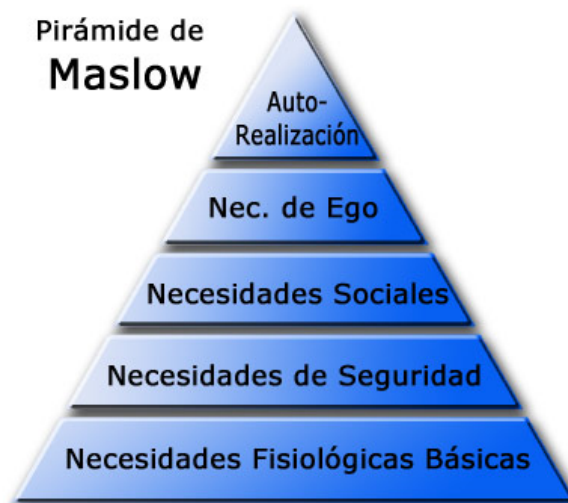 Pirámide de
Maslow
Auto-
Realización
Nec. de Ego
Necesidades Sociales
Necesidades de Seguridad
Necesidades Fisiológicas Básicas